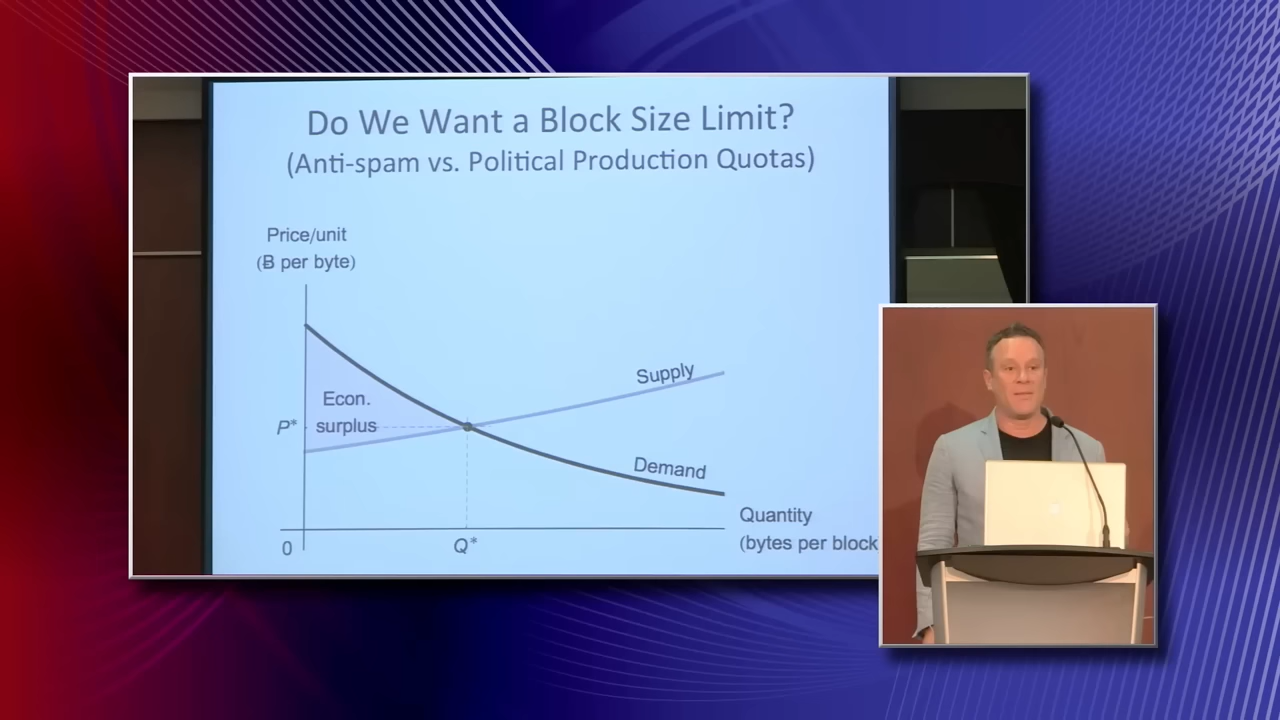 Do We Want a Block Size Limit?
(Anti-spam vs. Political Production Quotas)
Price/unit
(Ƀ per byte)
Supply
Econ.
surplus
P*
Demand
Quantity
(bytes per block
0
Q*